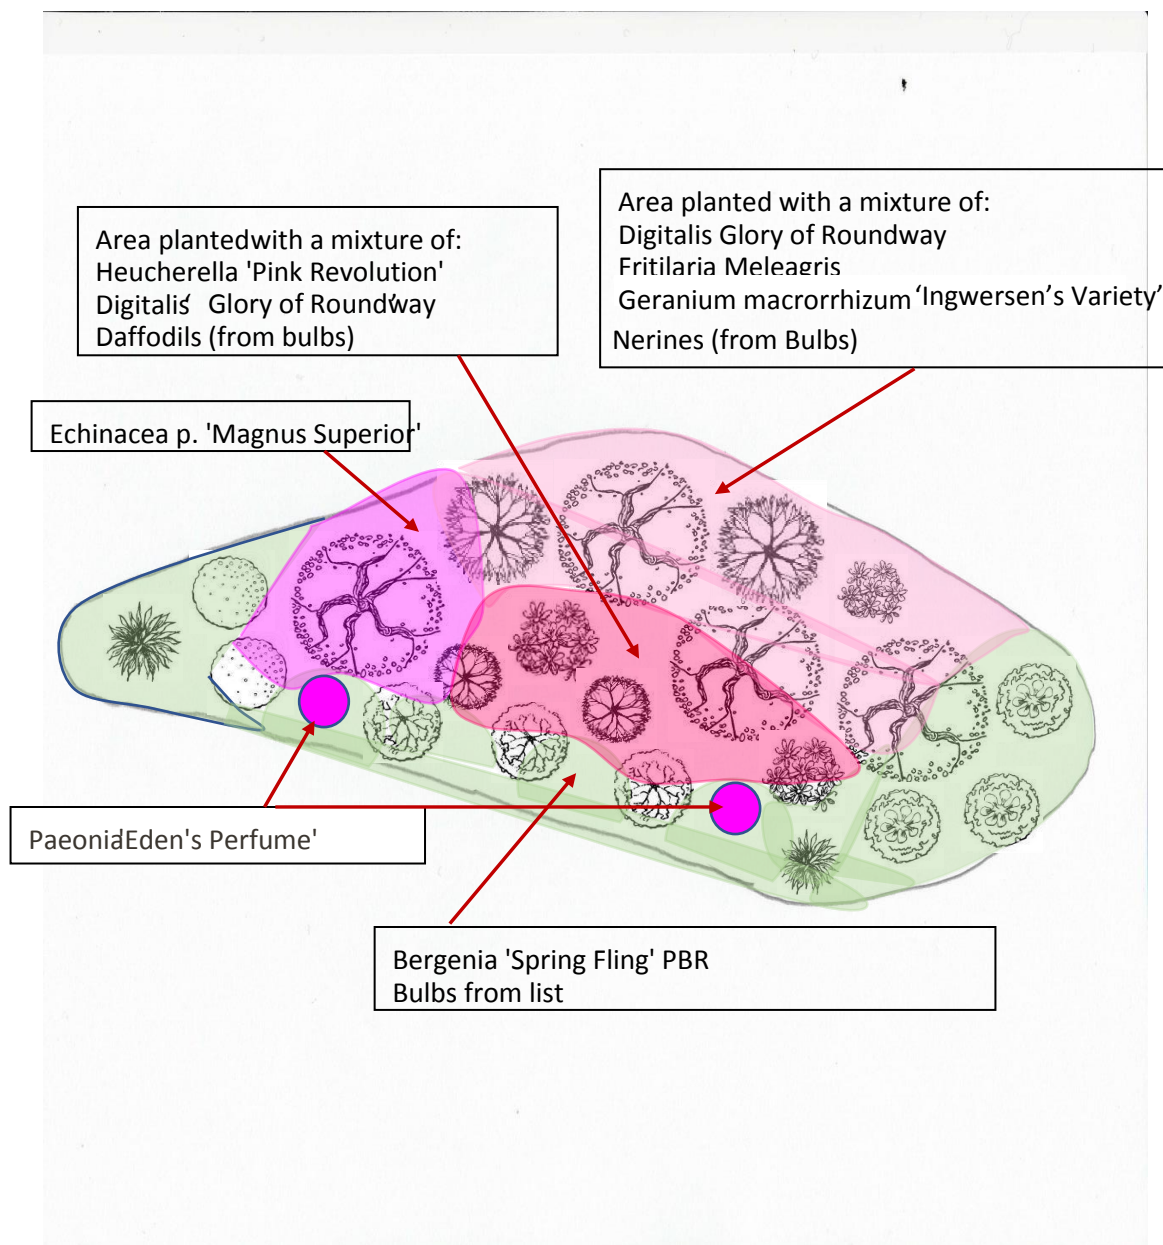 Area planted with a mixture of:
Digitalis Glory of Roundway
Fritilaria Meleagris
Geranium macrorrhizum ‘Ingwersen’s Variety’
Nerines (from Bulbs)
Area plantedwith a mixture of:
Heucherella 'Pink Revolution'
Digitalis‘ Glory of Roundway’
Daffodils (from bulbs)
Echinacea p. 'Magnus Superior'
Paeonia'Eden's Perfume'
Bergenia 'Spring Fling' PBR
Bulbs from list